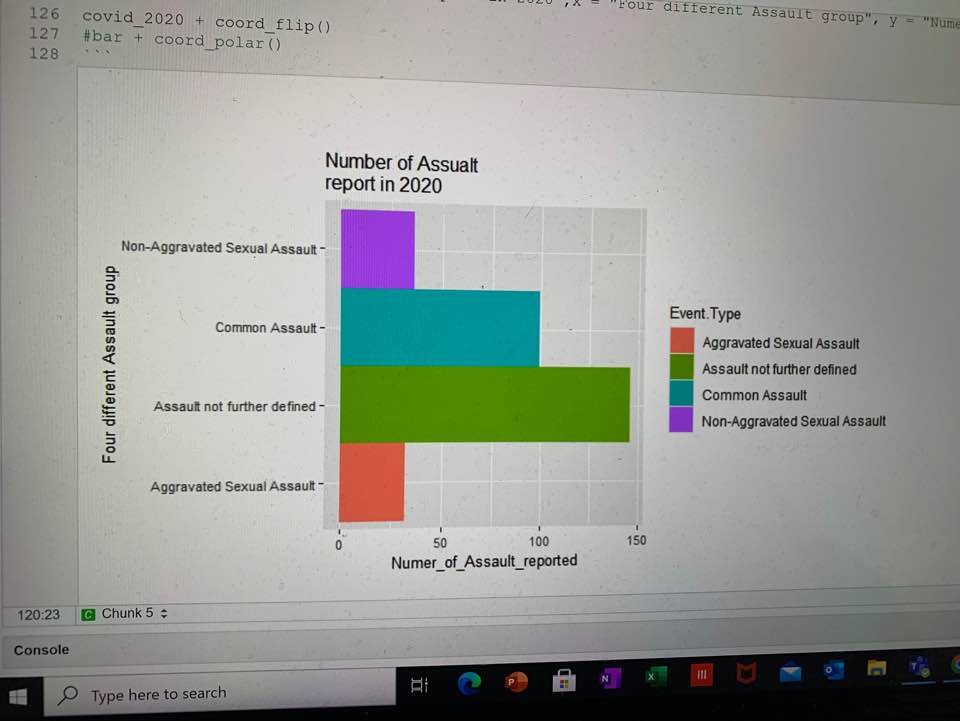 126 covid_2020 + coord_flip()
"Four different Assault group", y = "Nume
127 #bar + coord_polar()
128 ```
Number of Assualt
report in 2020
Four different Assault group
Non-Aggravated Sexual Assault
Common Assault
Assault not further defined
Aggravated Sexual Assault
0 50 100 150
Numer_of_Assault_reported
Event.Type
Aggravated Sexual Assault
Assault not further defined
Common Assault
Non-Aggravated Sexual Assault
120:23 C Chunk 5
Console
Type here to search